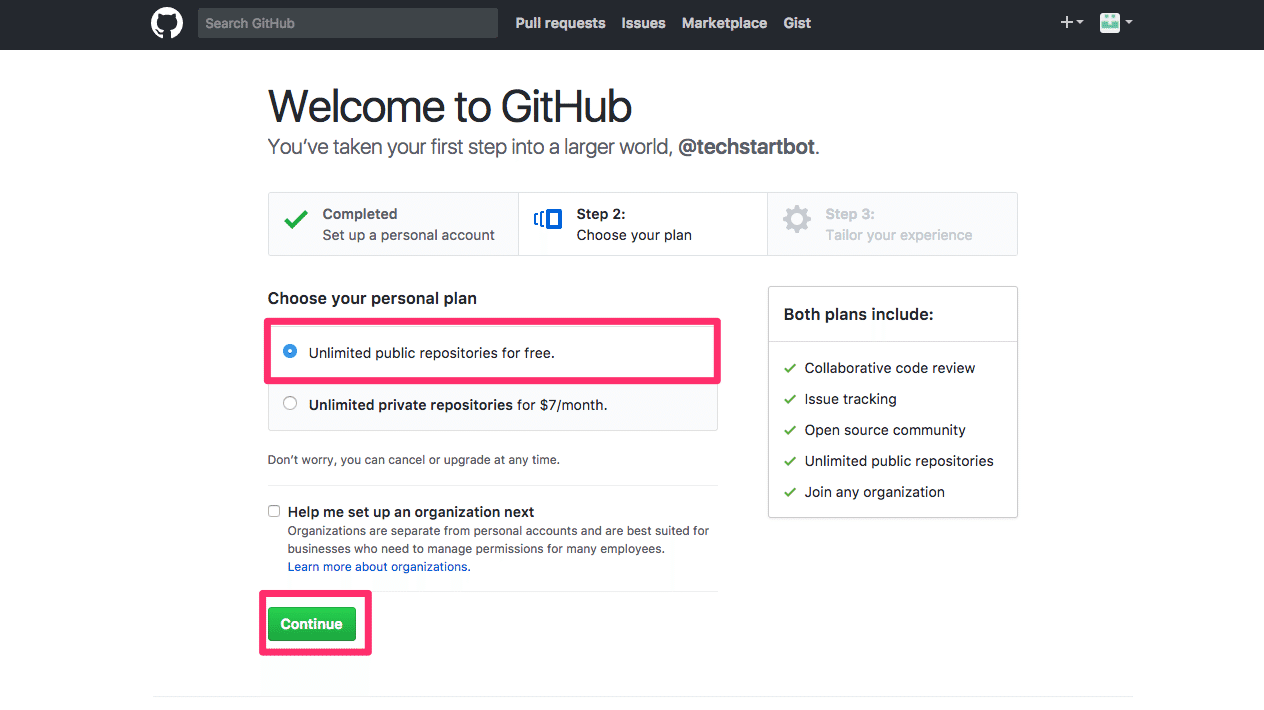 Search GitHub
Pull requests
Issues
Marketplace
Gist
Welcome to GitHub
You’ve taken your first step into a larger world, @techstartbot.
Completed
Set up a personal account
Step 2:
Choose your plan
Step 3:
Tailor your experience
Choose your personal plan
Unlimited public repositories for free.
Unlimited private repositories for $7/month.
Don’t worry, you can cancel or upgrade at any time.
Help me set up an organization next
Organizations are separate from personal accounts and are best suited for
businesses who need to manage permissions for many employees.
Learn more about organizations.
Continue
Both plans include:
Collaborative code review
Issue tracking
Open source community
Unlimited public repositories
Join any organization